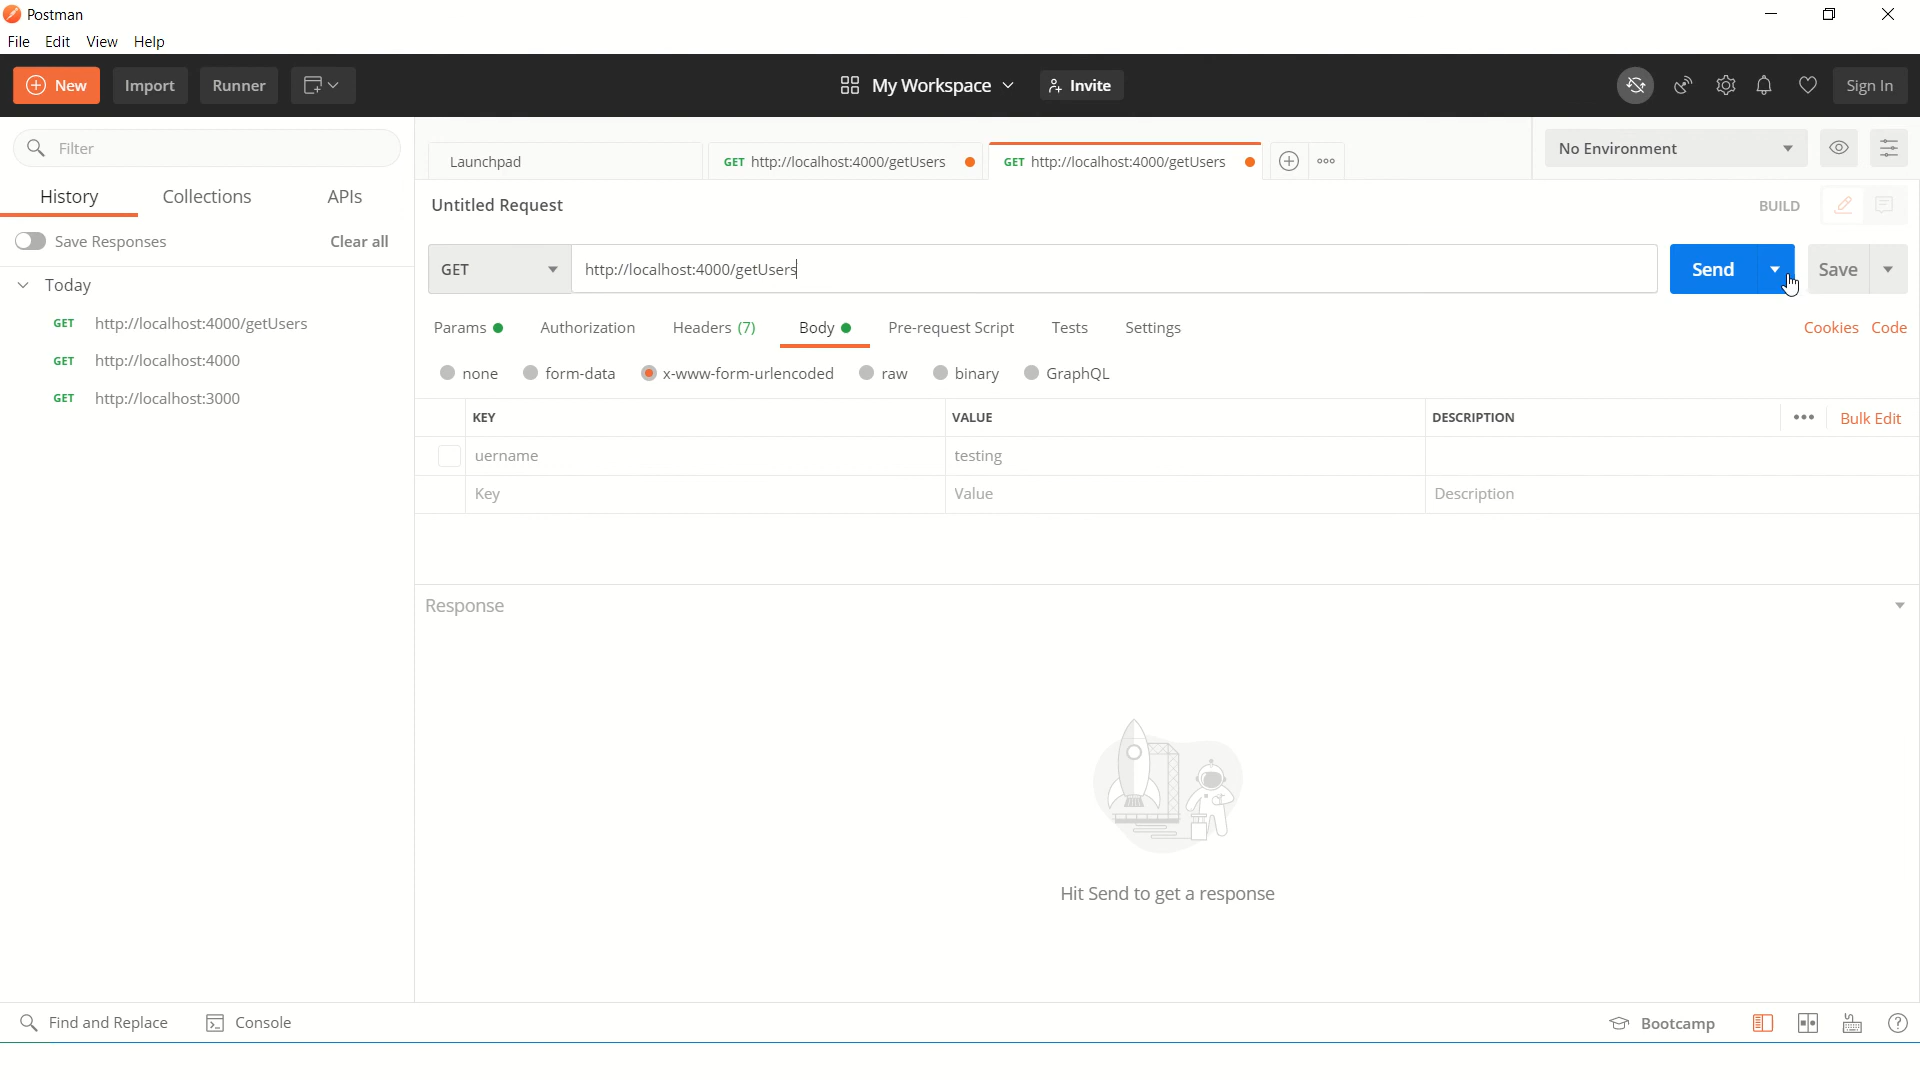 Postman
File Edit View Help
New Import Runner My Workspace Invite Sign In
Filter
Launchpad GET http://localhost:4000/getUsers GET http://localhost:4000/getUsers No Environment
History Collections APIs
Untitled Request BUILD
Save Responses Clear all
GET http://localhost:4000/getUsers Send Save
Today
GET http://localhost:4000/getUsers
GET http://localhost:4000
GET http://localhost:3000
Params Authorization Headers (7) Body Pre-request Script Tests Settings Cookies Code
none form-data x-www-form-urlencoded raw binary GraphQL
KEY VALUE DESCRIPTION Bulk Edit
uername testing
Key Value Description
Response
Hit Send to get a response
Find and Replace Console Bootcamp